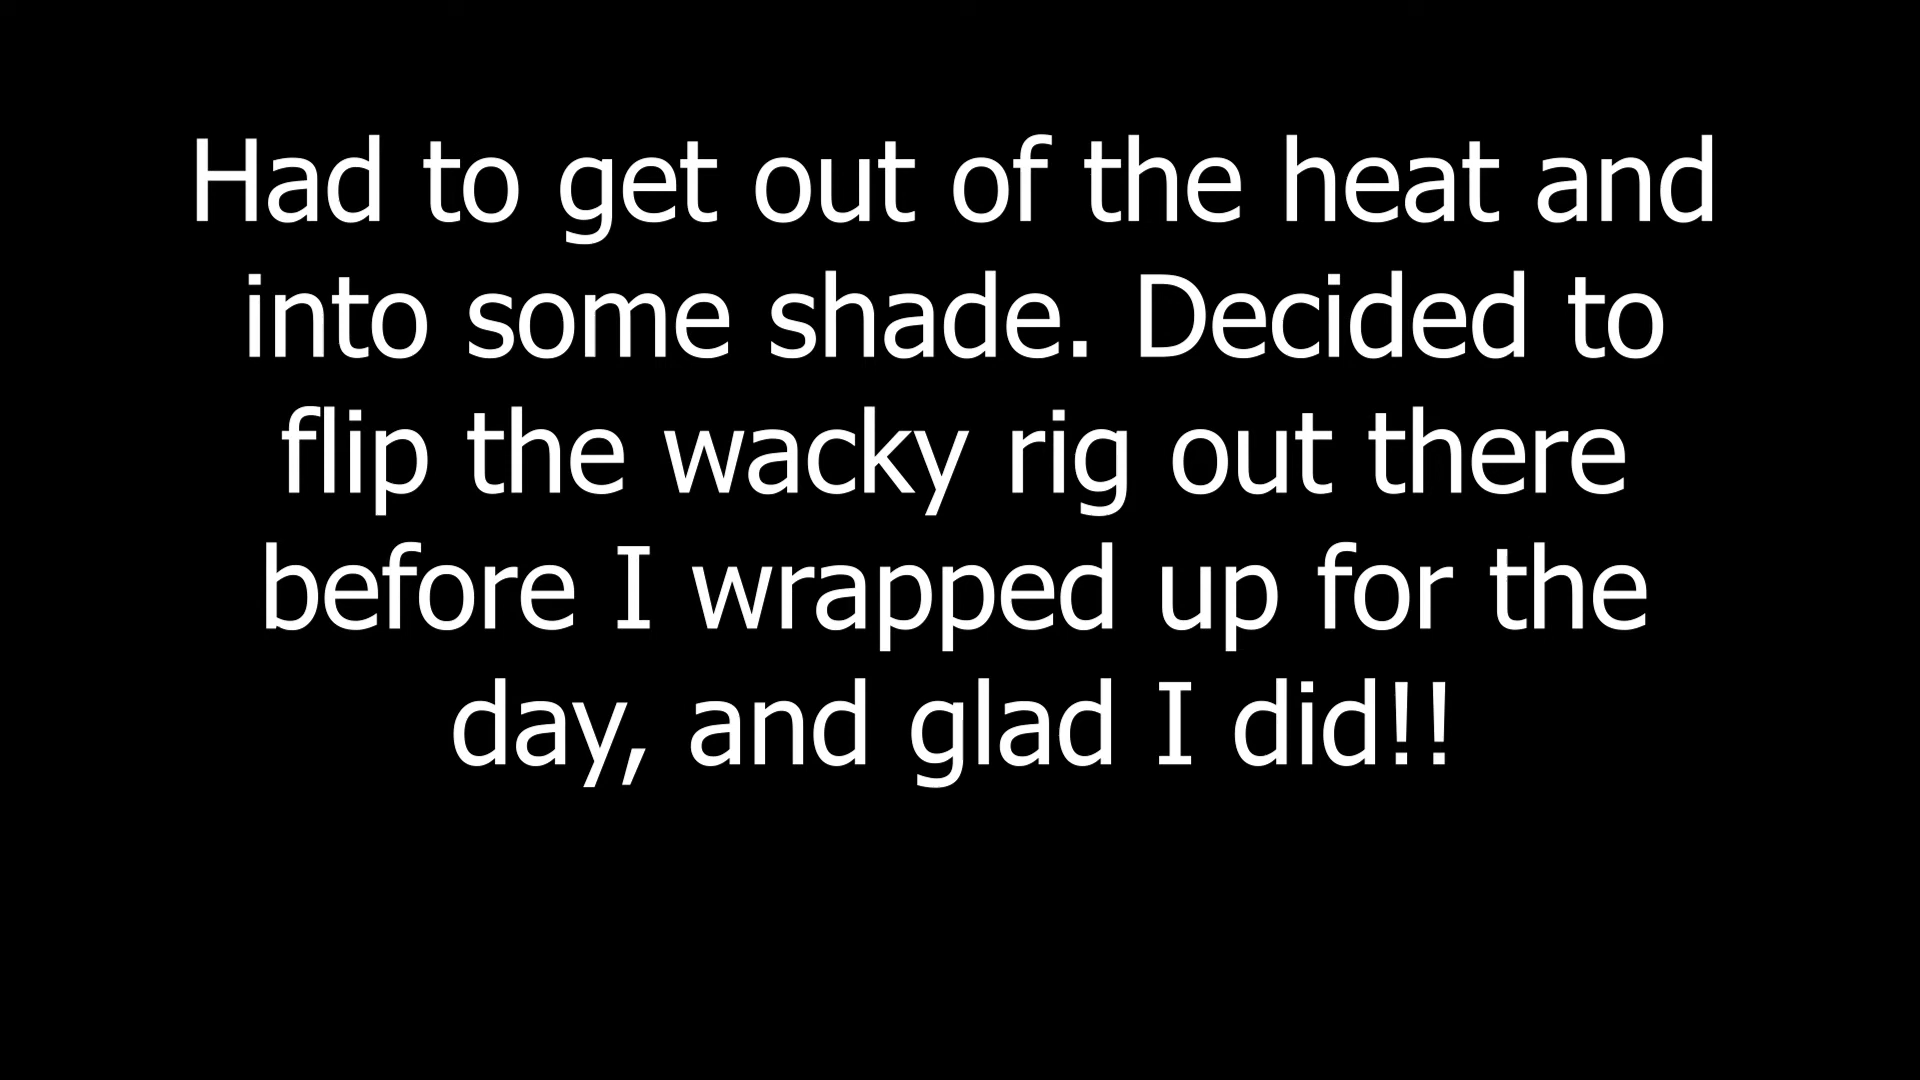 Had to get out of the heat and
into some shade. Decided to
flip the wacky rig out there
before I wrapped up for the
day, and glad I did!!